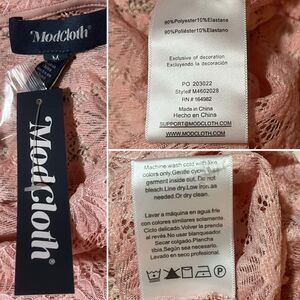 ModCloth
M
ModCloth
90%Polyester10%Elastane
90%Poliéster10%Elastano
Exclusive of decoration
Excluyendo la decoración
PO 203022
Style# M4602028
RN# 164982
Made in China
Hecho en China
SUPPORT@MODCLOTH.COM
WWW.MODCLOTH.COM
Machine wash cold with like
colors only. Gentle cycle. Turn
garment inside out. Do not
bleach. Line dry. Low iron as
needed. Or dry clean.
Lavar a máquina en agua fría
con colores similares solamente.
Ciclo delicado. Volver la prenda
al revés. No usar blanqueador.
Secar colgado. Plancha
tibia. Según sea necesario.
O lavado en seco.